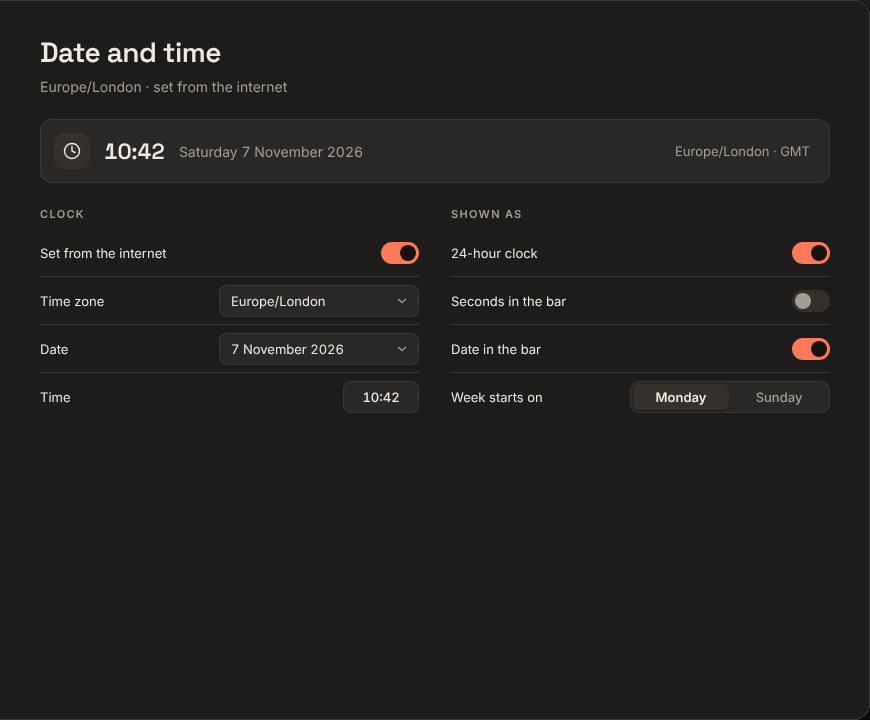 Date and time
Europe/London · set from the internet
10:42 Saturday 7 November 2026 Europe/London · GMT
CLOCK
Set from the internet
Time zone Europe/London
Date 7 November 2026
Time 10:42
SHOWN AS
24-hour clock
Seconds in the bar
Date in the bar
Week starts on Monday Sunday